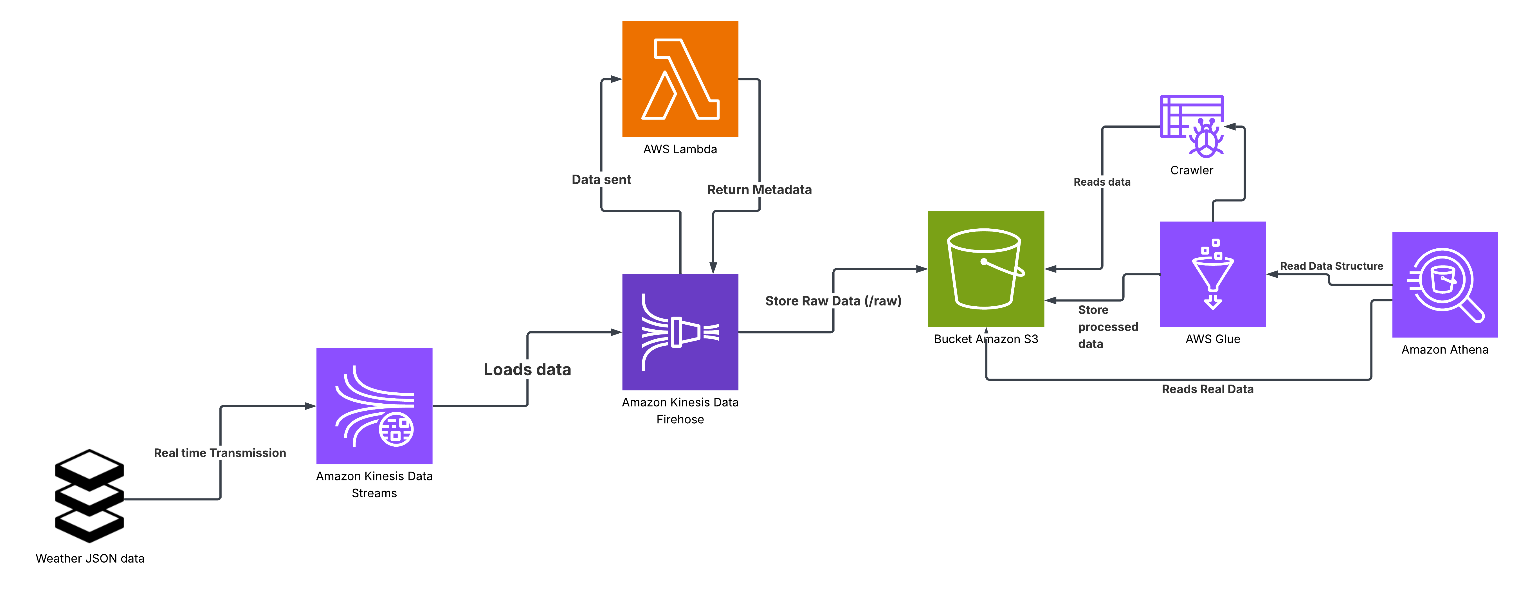 AWS Lambda
Data sent
Return Metadata
Crawler
Reads data
Read Data Structure
Store Raw Data (/raw)
Bucket Amazon S3
Store
processed
data
AWS Glue
Amazon Athena
Reads Real Data
Loads data
Amazon Kinesis Data
Firehose
Real time Transmission
Amazon Kinesis Data
Streams
Weather JSON data